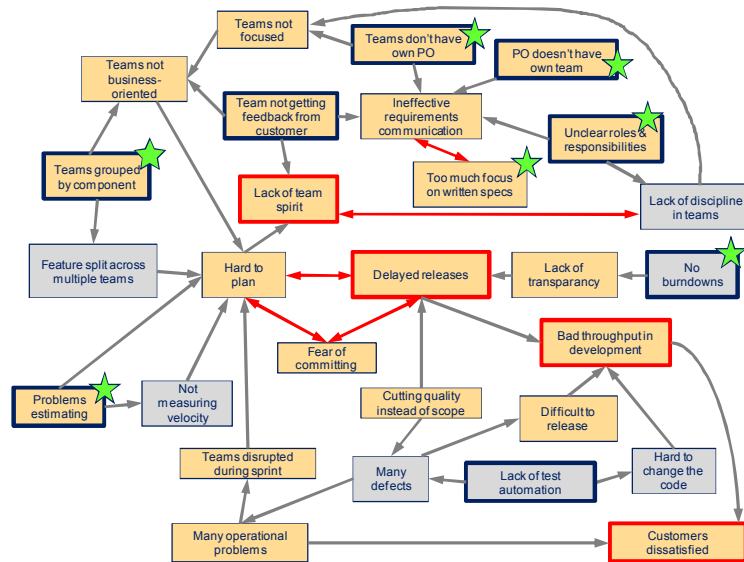 Teams not
focused
Teams don't have
own PO
PO doesn't have
own team
Teams not
business-
oriented
Team not getting
feedback from
customer
Ineffective
requirements
communication
Unclear roles &
responsibilities
Teams grouped
by component
Lack of team
spirit
Too much focus
on written specs
Lack of discipline
in teams
Feature split across
multiple teams
Hard to
plan
Delayed releases
Lack of
transparancy
No
burndowns
Fear of
committing
Bad throughput in
development
Problems
estimating
Not
measuring
velocity
Cutting quality
instead of scope
Difficult to
release
Teams disrupted
during sprint
Many
defects
Lack of test
automation
Hard to
change the
code
Many operational
problems
Customers
dissatisfied